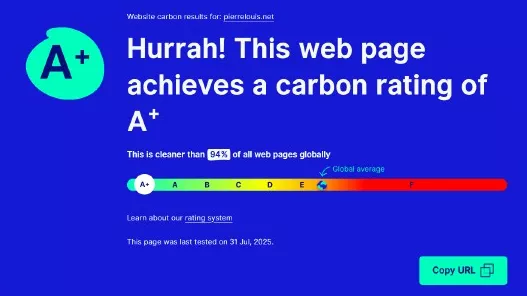 Website carbon results for: pierrelouis.net
A+
Hurrah! This web page
achieves a carbon rating of
A+
This is cleaner than 94% of all web pages globally
Global average
A+ A B C D E F
Learn about our rating system
This page was last tested on 31 Jul, 2025.
Copy URL